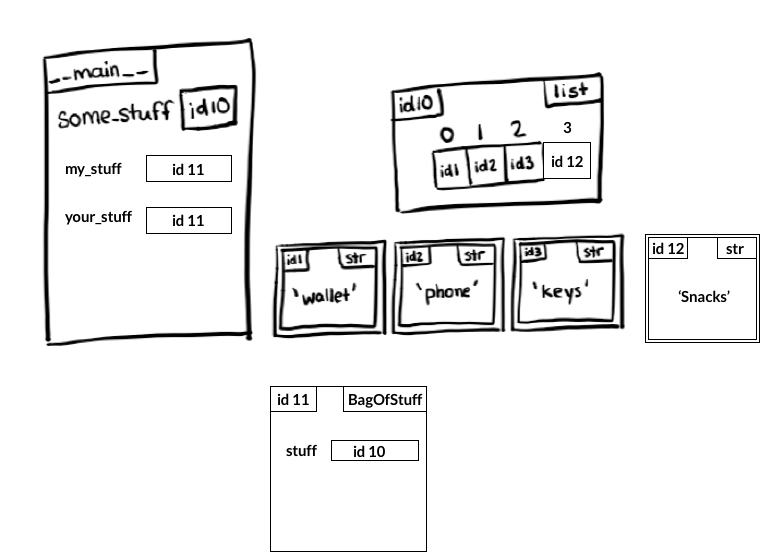 __main__
some_stuff id10
my_stuff id 11
your_stuff id 11
id10 list
0 1 2 3
id1 id2 id3 id 12
id1 str
'wallet'
id2 str
'phone'
id3 str
'keys'
id 12 str
‘Snacks’
id 11 BagOfStuff
stuff id 10